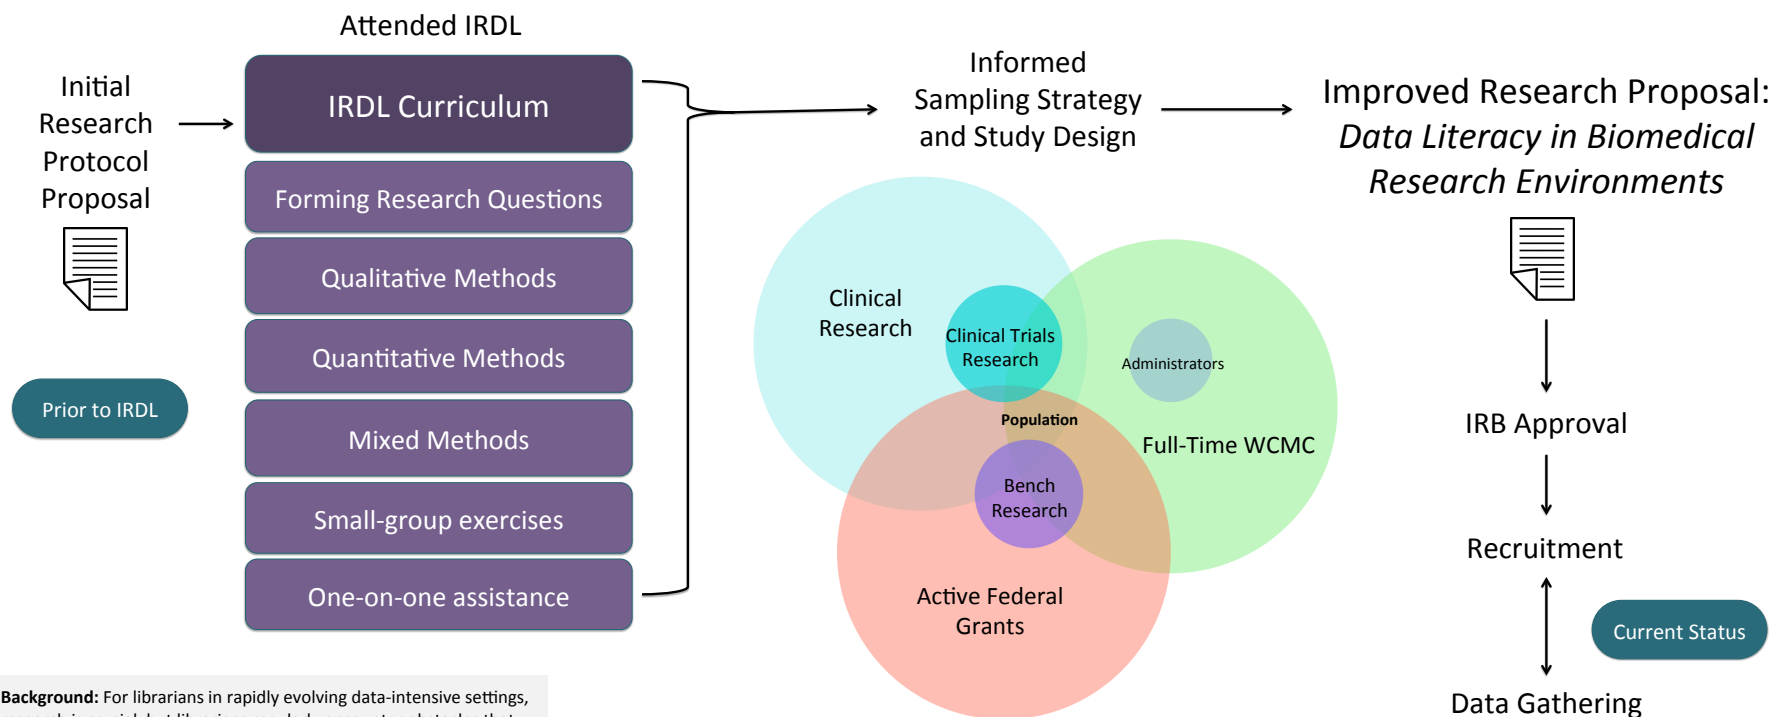 Attended IRDL
Initial
Research
Protocol
Proposal
Prior to IRDL
IRDL Curriculum
Forming Research Questions
Qualitative Methods
Quantitative Methods
Mixed Methods
Small-group exercises
One-on-one assistance
Informed
Sampling Strategy
and Study Design
Clinical
Research
Clinical Trials
Research
Administrators
Population
Full-Time WCMC
Bench
Research
Active Federal
Grants
Improved Research Proposal:
Data Literacy in Biomedical
Research Environments
IRB Approval
Recruitment
Current Status
Data Gathering
Background: For librarians in rapidly evolving data-intensive settings,